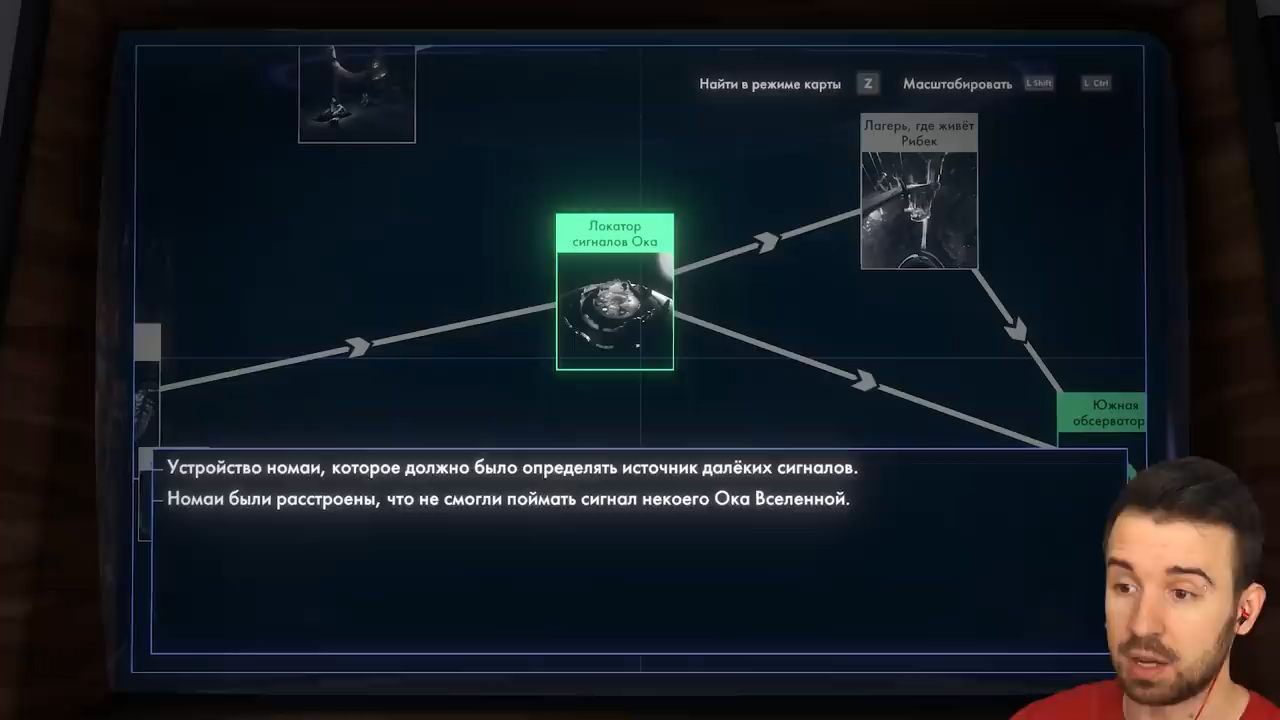 Найти в режиме карты Z Масштабировать L Shift L Ctrl
Лагерь, где живёт
Рибек
Локатор
сигналов Ока
Южная
обсерватор
Устройство номаи, которое должно было определять источник далёких сигналов.
Номаи были расстроены, что не смогли поймать сигнал некоего Ока Вселенной.